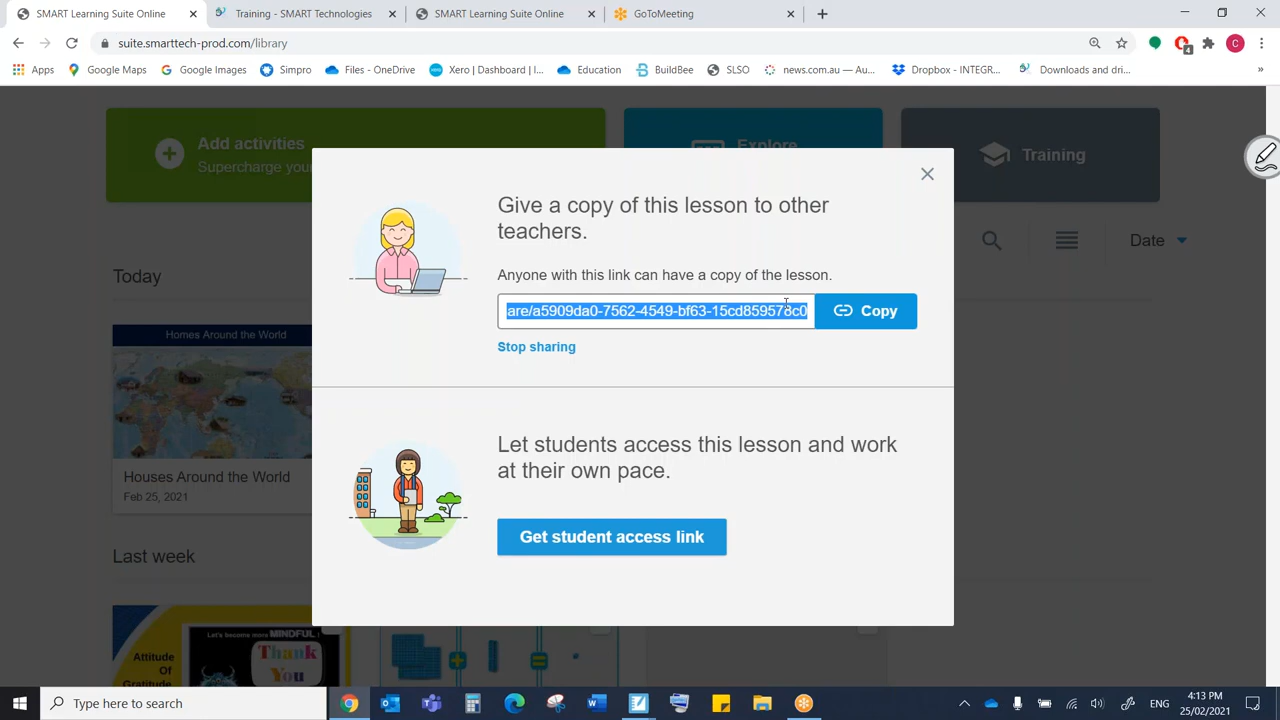 SMART Learning Suite Online
Training - SMART Technologies
SMART Learning Suite Online
GoToMeeting
suite.smarttech-prod.com/library
4
C
Apps
Google Maps
Google Images
Simpro
Files - OneDrive
Xero | Dashboard | I...
Education
BuildBee
SLSO
news.com.au — Au...
Dropbox - INTEGR...
Downloads and dri...
Add activities
Supercharge your
Explore
Training
Date
Today
Houses Around the World
Houses Around the World
Feb 25, 2021
Last week
Attitude
Of
Gratitude
Let's become more MINDFUL !
Thank
You
Give a copy of this lesson to other
teachers.
Anyone with this link can have a copy of the lesson.
are/a5909da0-7562-4549-bf63-15cd859578c0
Copy
Stop sharing
Let students access this lesson and work
at their own pace.
Get student access link
Type here to search
ENG
4:13 PM
25/02/2021